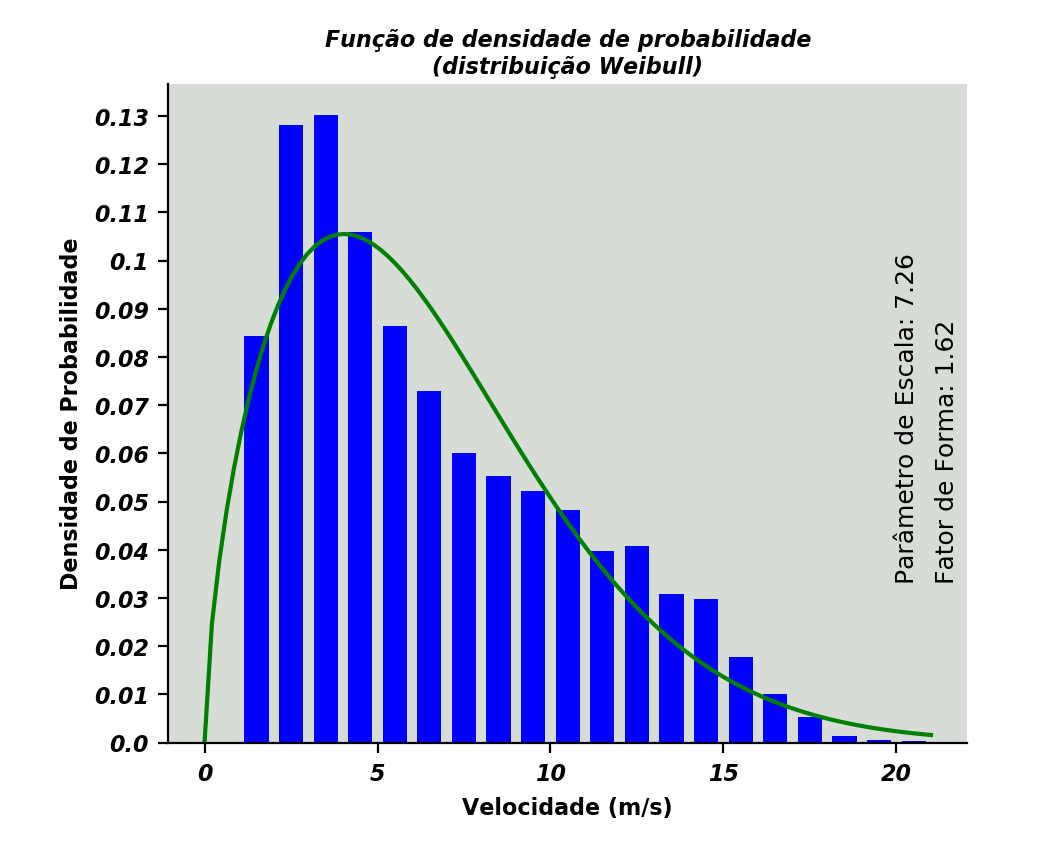 Função de densidade de probabilidade
(distribuição Weibull)
Densidade de Probabilidade
0.13
0.12
0.11
0.1
0.09
0.08
0.07
0.06
0.05
0.04
0.03
0.02
0.01
0.0
Parâmetro de Escala: 7.26
Fator de Forma: 1.62
0 5 10 15 20
Velocidade (m/s)